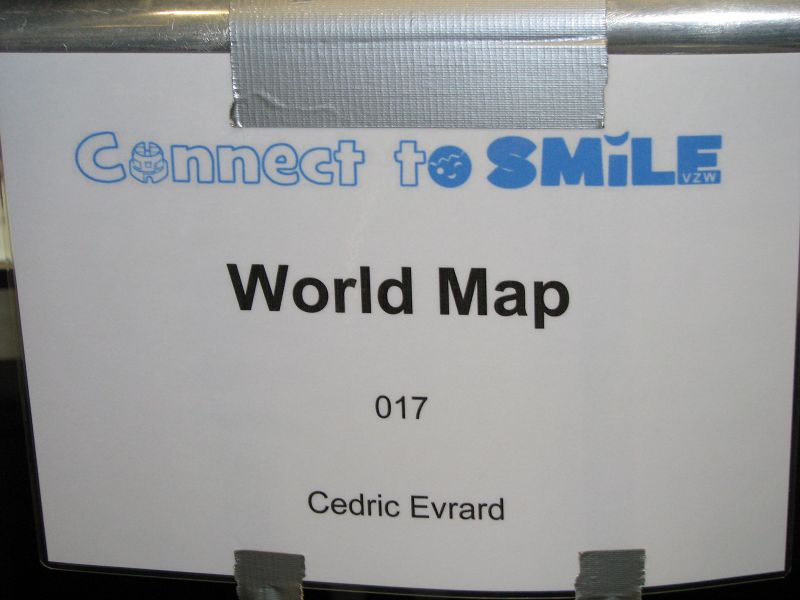 Connect to SMiLE
VZW
World Map
017
Cedric Evrard